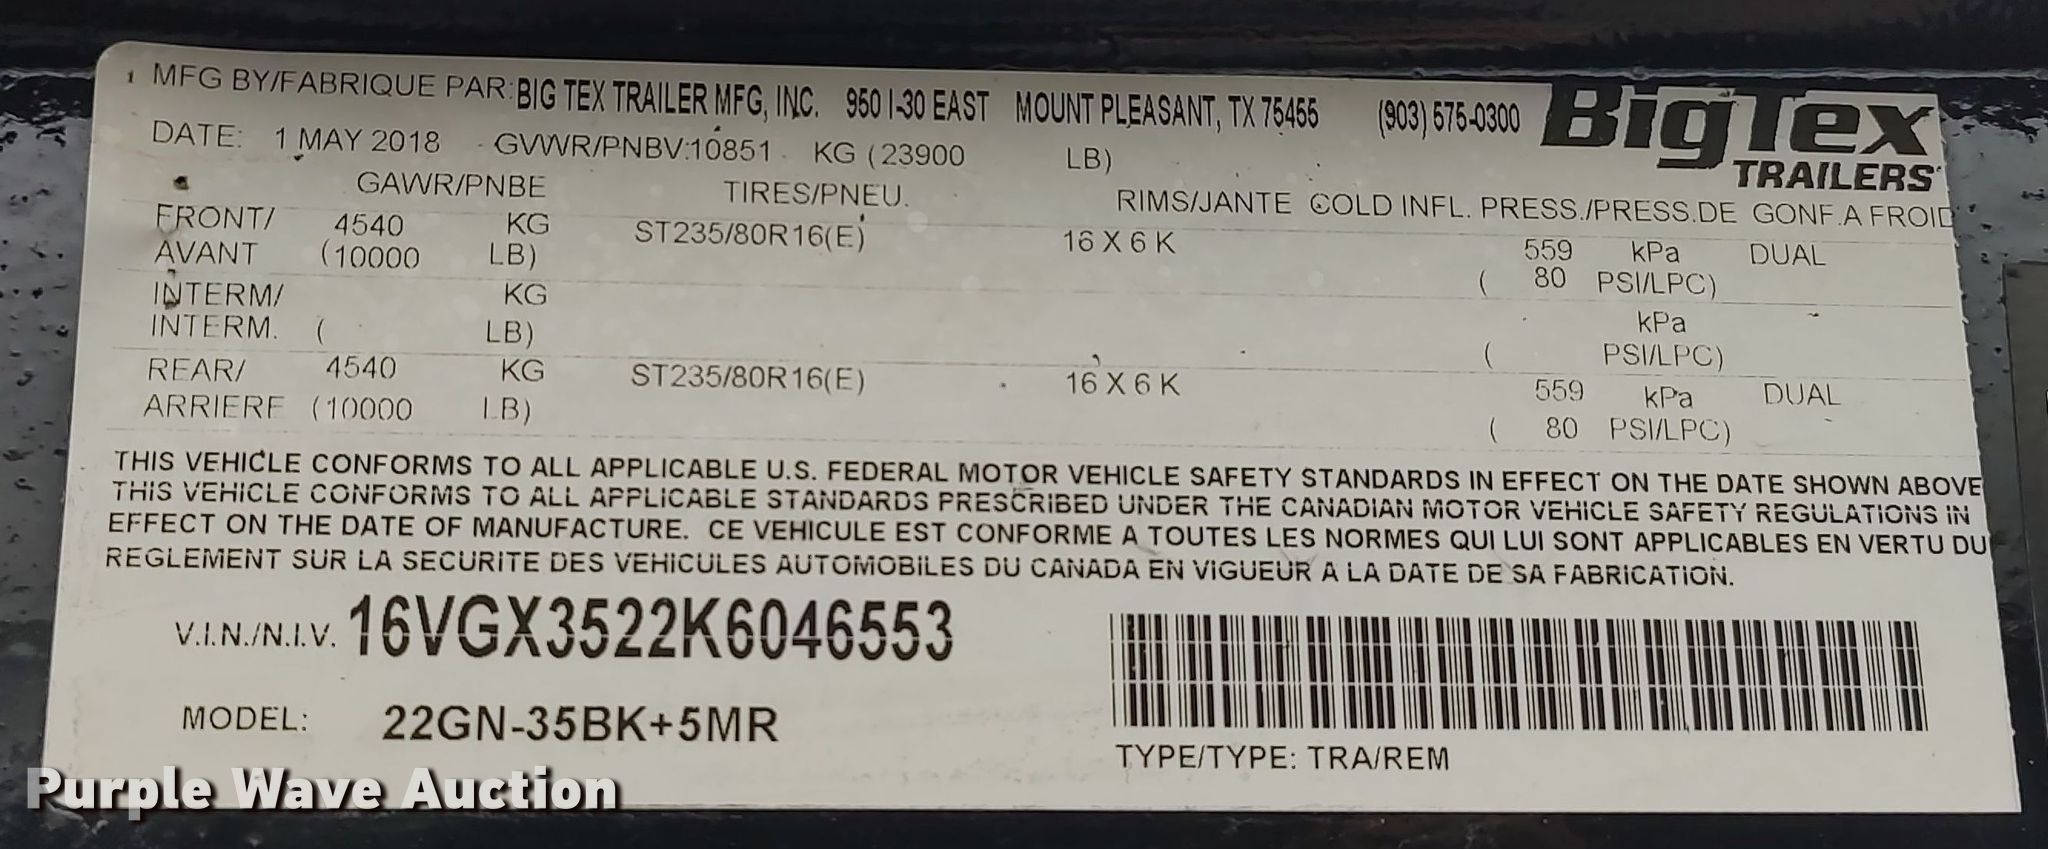 MFG BY/FABRIQUE PAR: BIG TEX TRAILER MFG, INC. 950 I-30 EAST MOUNT PLEASANT, TX 75455 (903) 575-0300
BigTex
TRAILERS
DATE: 1 MAY 2018 GVWR/PNBV:10851 KG (23900 LB)
GAWR/PNBE TIRES/PNEU. RIMS/JANTE COLD INFL. PRESS./PRESS.DE GONF.A FROID
FRONT/ 4540 KG ST235/80R16(E) 16 X 6 K 559 kPa DUAL
AVANT (10000 LB) ( 80 PSI/LPC)
INTERM/ KG kPa
INTERM. ( LB) ( PSI/LPC)
REAR/ 4540 KG ST235/80R16(E) 16 X 6 K 559 kPa DUAL
ARRIERE (10000 LB) ( 80 PSI/LPC)
THIS VEHICLE CONFORMS TO ALL APPLICABLE U.S. FEDERAL MOTOR VEHICLE SAFETY STANDARDS IN EFFECT ON THE DATE SHOWN ABOVE
THIS VEHICLE CONFORMS TO ALL APPLICABLE STANDARDS PRESCRIBED UNDER THE CANADIAN MOTOR VEHICLE SAFETY REGULATIONS IN
EFFECT ON THE DATE OF MANUFACTURE. CE VEHICULE EST CONFORME A TOUTES LES NORMES QUI LUI SONT APPLICABLES EN VERTU DU
REGLEMENT SUR LA SECURITE DES VEHICULES AUTOMOBILES DU CANADA EN VIGUEUR A LA DATE DE SA FABRICATION.
V.I.N./N.I.V. 16VGX3522K6046553
MODEL: 22GN-35BK+5MR
TYPE/TYPE: TRA/REM
Purple Wave Auction